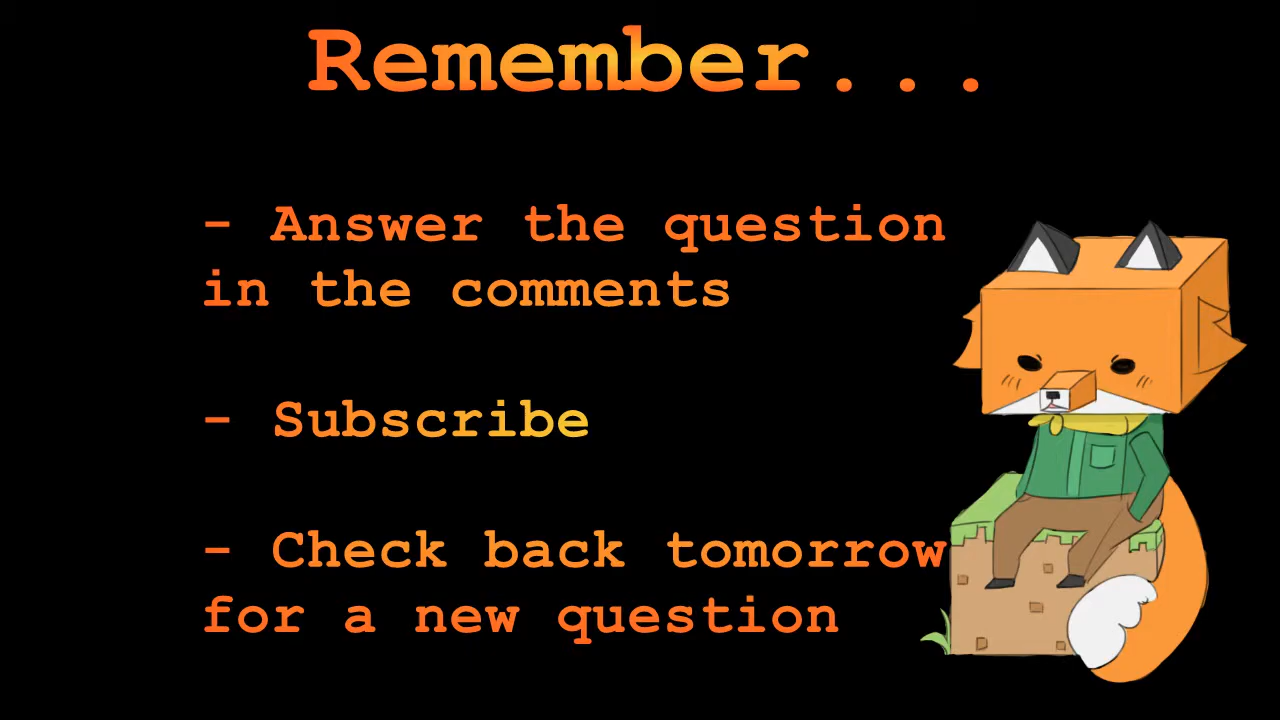 Remember...
- Answer the question
in the comments
- Subscribe
- Check back tomorrow
for a new question